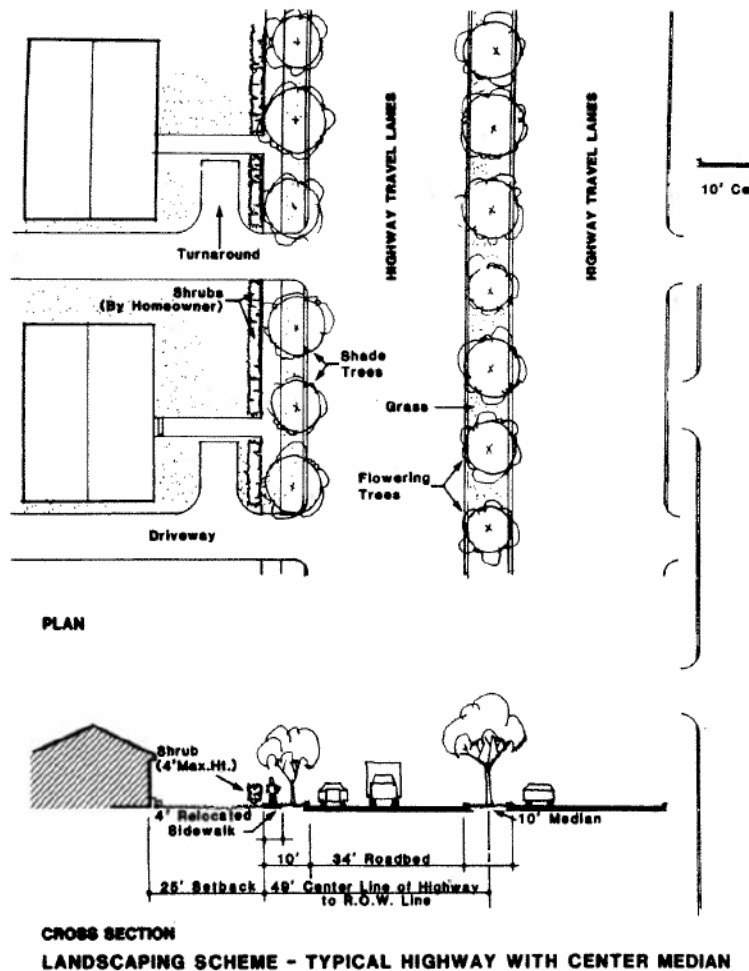 HIGHWAY TRAVEL LANES
HIGHWAY TRAVEL LANES
10' Ce
Turnaround
Shrubs
(By Homeowner)
Shade
Trees
Grass
Flowering
Trees
Driveway
PLAN
Shrub
(4'Max.Ht.)
4' Relocated
Sidewalk
10' Median
10'
34' Roadbed
25' Setback
49' Center Line of Highway
to R.O.W. Line
CROSS SECTION
LANDSCAPING SCHEME - TYPICAL HIGHWAY WITH CENTER MEDIAN